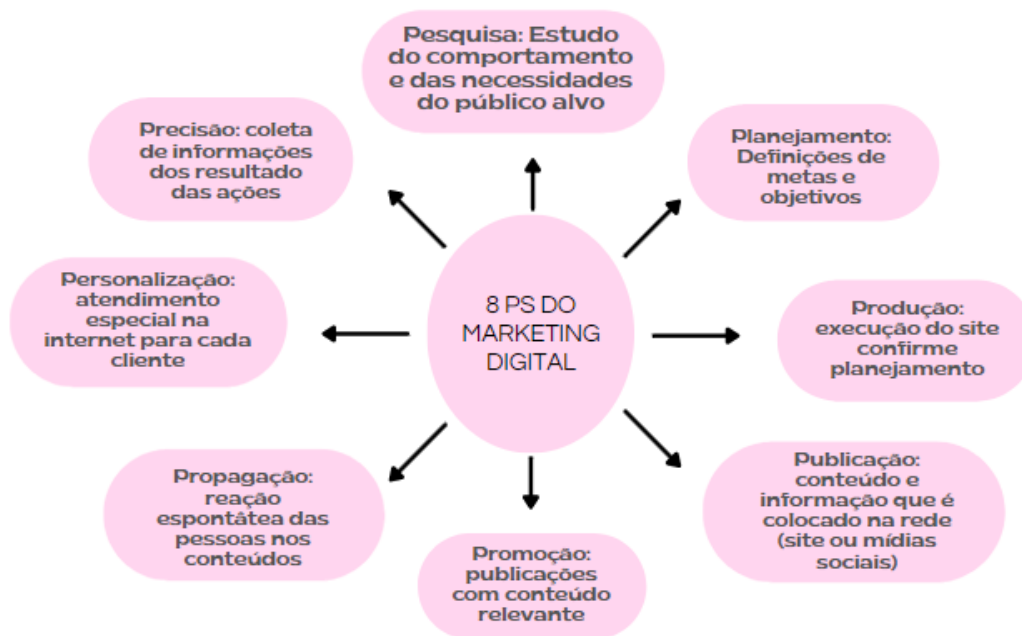 Pesquisa: Estudo
do comportamento
e das necessidades
do público alvo
Precisão: coleta
de informações
dos resultado
das ações
Planejamento:
Definições de
metas e
objetivos
Personalização:
atendimento
especial na
internet para cada
cliente
8 PS DO
MARKETING
DIGITAL
Produção:
execução do site
confirme
planejamento
Propagação:
reação
espontâtea das
pessoas nos
conteúdos
Promoção:
publicações
com conteúdo
relevante
Publicação:
conteúdo e
informação que é
colocado na rede
(site ou mídias
sociais)